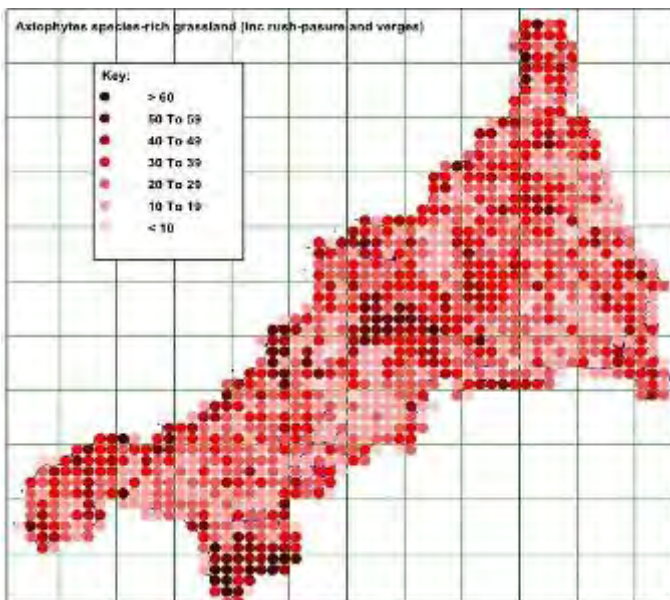 Axiophytes species-rich grassland (inc rush-pasure and verges)
Key:
> 60
50 To 59
40 To 49
30 To 39
20 To 29
10 To 19
< 10